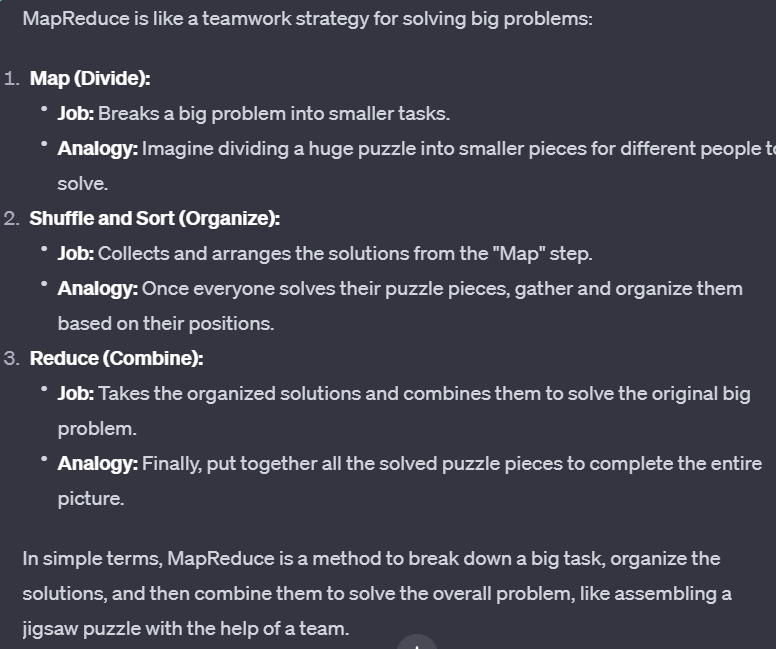 MapReduce is like a teamwork strategy for solving big problems:
1. Map (Divide):
• Job: Breaks a big problem into smaller tasks.
• Analogy: Imagine dividing a huge puzzle into smaller pieces for different people to
solve.
2. Shuffle and Sort (Organize):
• Job: Collects and arranges the solutions from the "Map" step.
• Analogy: Once everyone solves their puzzle pieces, gather and organize them
based on their positions.
3. Reduce (Combine):
• Job: Takes the organized solutions and combines them to solve the original big
problem.
• Analogy: Finally, put together all the solved puzzle pieces to complete the entire
picture.
In simple terms, MapReduce is a method to break down a big task, organize the
solutions, and then combine them to solve the overall problem, like assembling a
jigsaw puzzle with the help of a team.